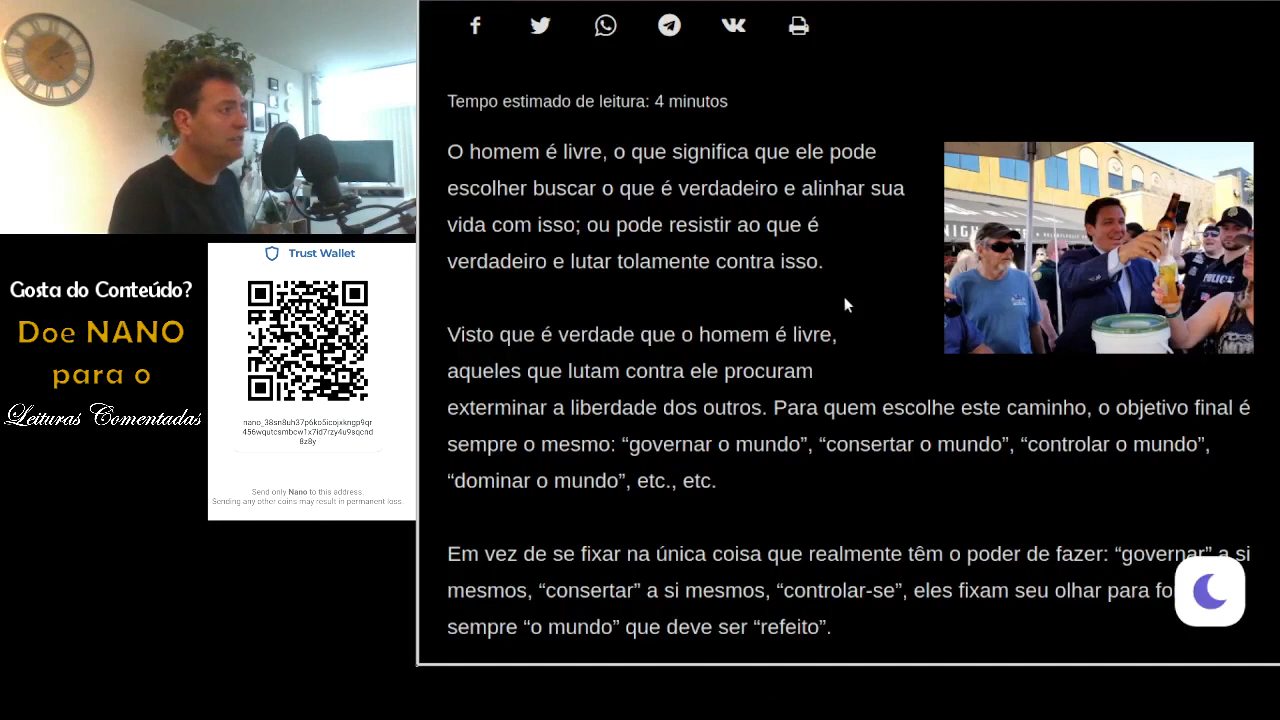 Tempo estimado de leitura: 4 minutos
O homem é livre, o que significa que ele pode
escolher buscar o que é verdadeiro e alinhar sua
vida com isso; ou pode resistir ao que é
verdadeiro e lutar tolamente contra isso.
Visto que é verdade que o homem é livre,
aqueles que lutam contra ele procuram
exterminar a liberdade dos outros. Para quem escolhe este caminho, o objetivo final é
sempre o mesmo: “governar o mundo”, “consertar o mundo”, “controlar o mundo”,
“dominar o mundo”, etc., etc.
Em vez de se fixar na única coisa que realmente têm o poder de fazer: “governar” a si
mesmos, “consertar” a si mesmos, “controlar-se”, eles fixam seu olhar para
sempre “o mundo” que deve ser “refeito”.
POLICE
Trust Wallet
Gosta do Conteúdo?
Doe NANO
para o
Leituras Comentadas
Send only Nano to this address.
Sending any other coins may result in permanent loss.